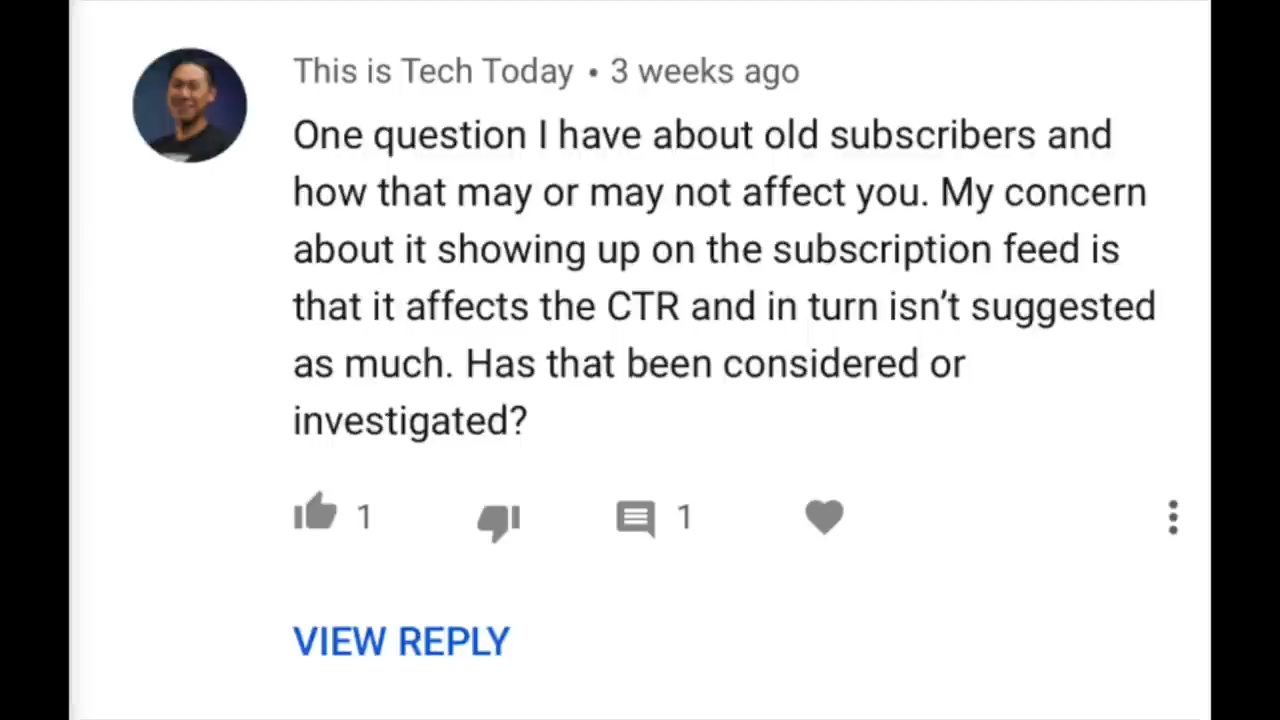 This is Tech Today • 3 weeks ago
One question I have about old subscribers and
how that may or may not affect you. My concern
about it showing up on the subscription feed is
that it affects the CTR and in turn isn’t suggested
as much. Has that been considered or
investigated?
1 1
VIEW REPLY